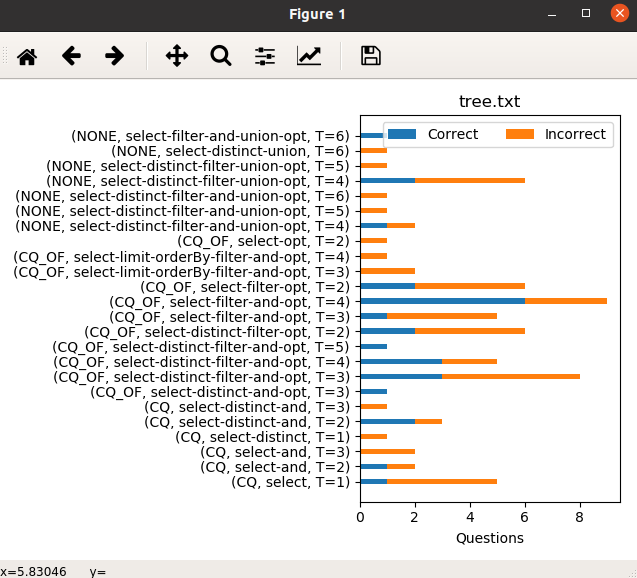 Figure 1
tree.txt
Correct
Incorrect
(NONE, select-filter-and-union-opt, T=6)
(NONE, select-distinct-union, T=6)
(NONE, select-distinct-filter-union-opt, T=5)
(NONE, select-distinct-filter-union-opt, T=4)
(NONE, select-distinct-filter-and-union-opt, T=6)
(NONE, select-distinct-filter-and-union-opt, T=5)
(NONE, select-distinct-filter-and-union-opt, T=4)
(CQ_OF, select-opt, T=2)
(CQ_OF, select-limit-orderBy-filter-and-opt, T=4)
(CQ_OF, select-limit-orderBy-filter-and-opt, T=3)
(CQ_OF, select-filter-opt, T=2)
(CQ_OF, select-filter-and-opt, T=4)
(CQ_OF, select-filter-and-opt, T=3)
(CQ_OF, select-distinct-filter-opt, T=2)
(CQ_OF, select-distinct-filter-and-opt, T=5)
(CQ_OF, select-distinct-filter-and-opt, T=4)
(CQ_OF, select-distinct-filter-and-opt, T=3)
(CQ_OF, select-distinct-and-opt, T=3)
(CQ, select-distinct-and, T=3)
(CQ, select-distinct-and, T=2)
(CQ, select-distinct, T=1)
(CQ, select-and, T=3)
(CQ, select-and, T=2)
(CQ, select, T=1)
0 2 4 6 8
Questions
x=5.83046 y=